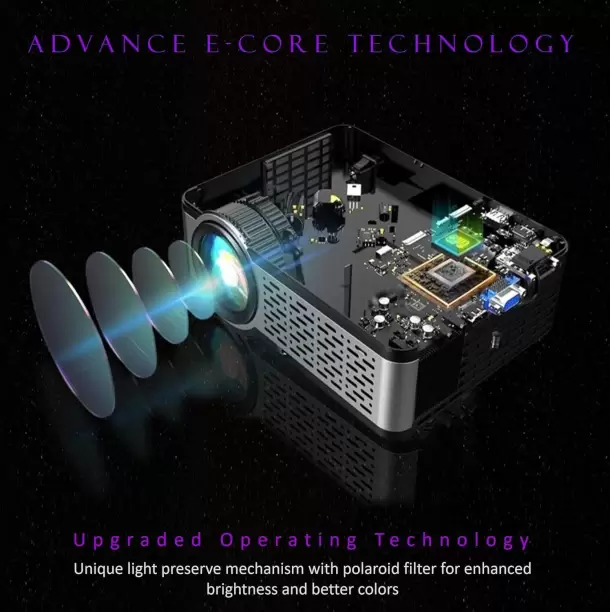 ADVANCE E-CORE TECHNOLOGY
Upgraded Operating Technology
Unique light preserve mechanism with polaroid filter for enhanced
brightness and better colors